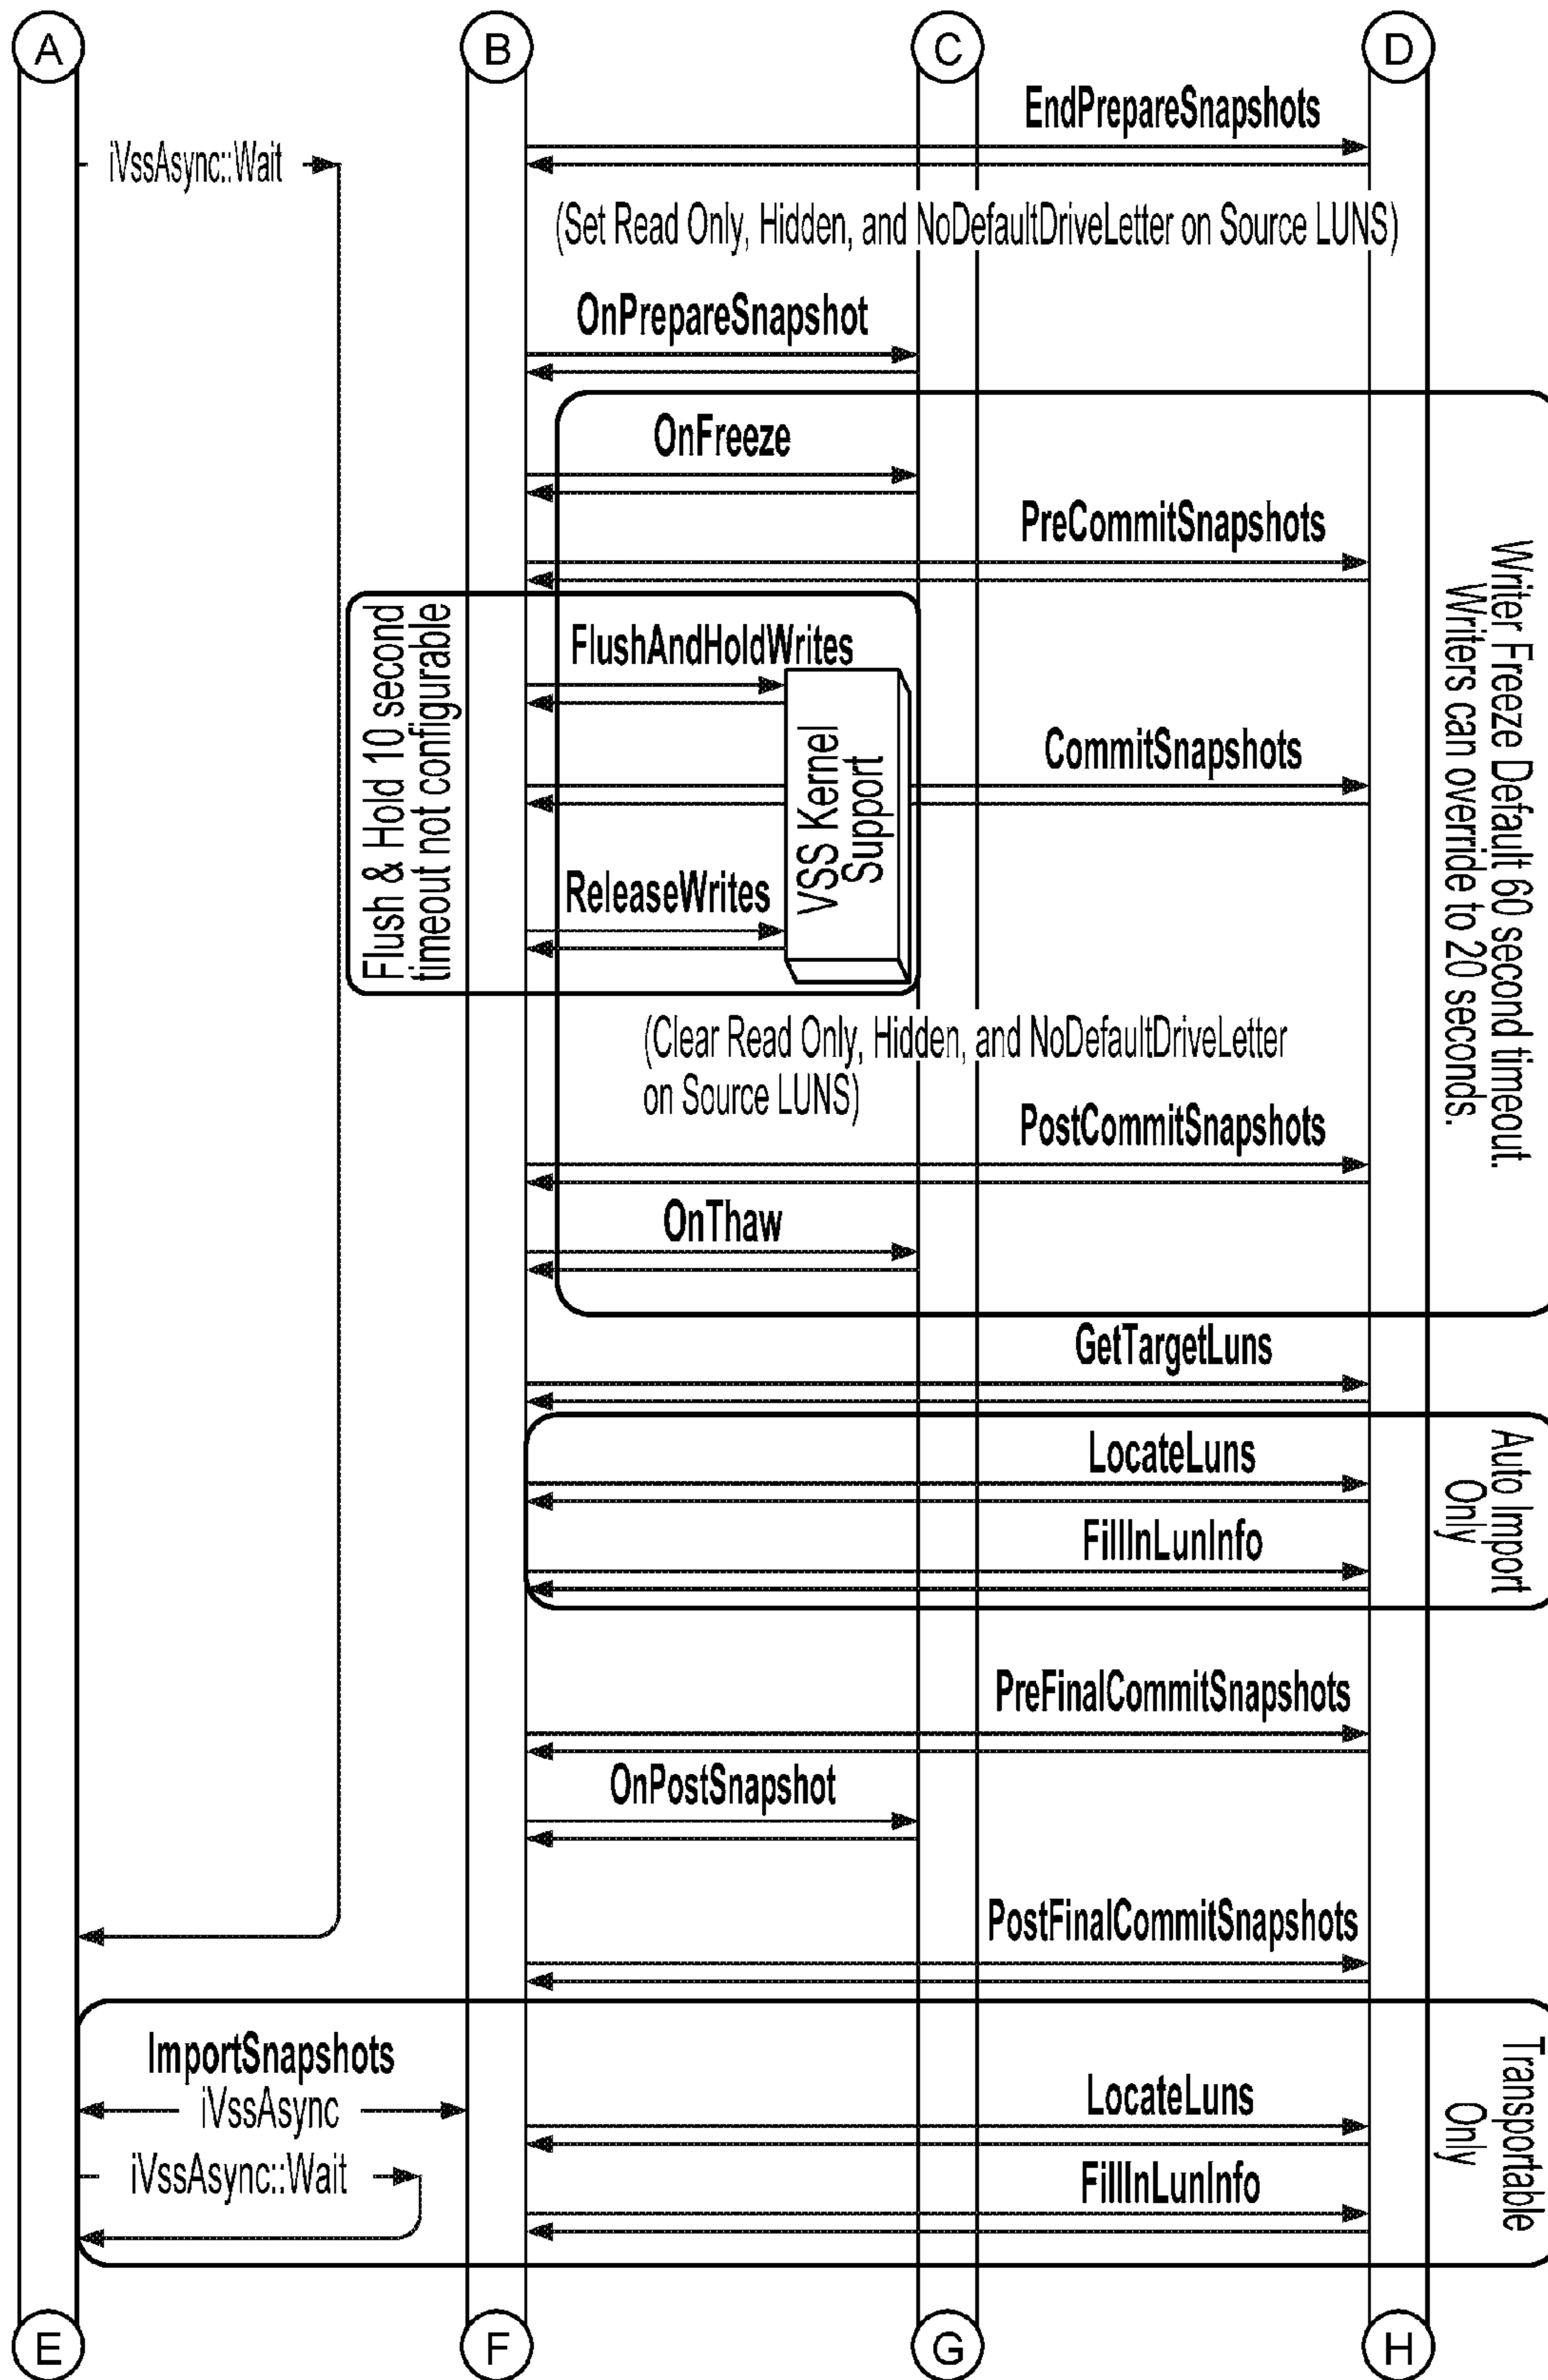 A
B
C
D
EndPrepareSnapshots
iVssAsync::Wait
(Set Read Only, Hidden, and NoDefaultDriveLetter on Source LUNS)
OnPrepareSnapshot
OnFreeze
PreCommitSnapshots
Writer Freeze Default 60 second timeout.
Writers can override to 20 seconds.
Flush & Hold 10 second
timeout not configurable
FlushAndHoldWrites
VSS Kernel
Support
CommitSnapshots
ReleaseWrites
(Clear Read Only, Hidden, and NoDefaultDriveLetter
on Source LUNS)
PostCommitSnapshots
OnThaw
GetTargetLuns
Auto Import
Only
LocateLuns
FillInLunInfo
PreFinalCommitSnapshots
OnPostSnapshot
PostFinalCommitSnapshots
Transportable
Only
ImportSnapshots
iVssAsync
LocateLuns
iVssAsync::Wait
FillInLunInfo
E
F
G
H